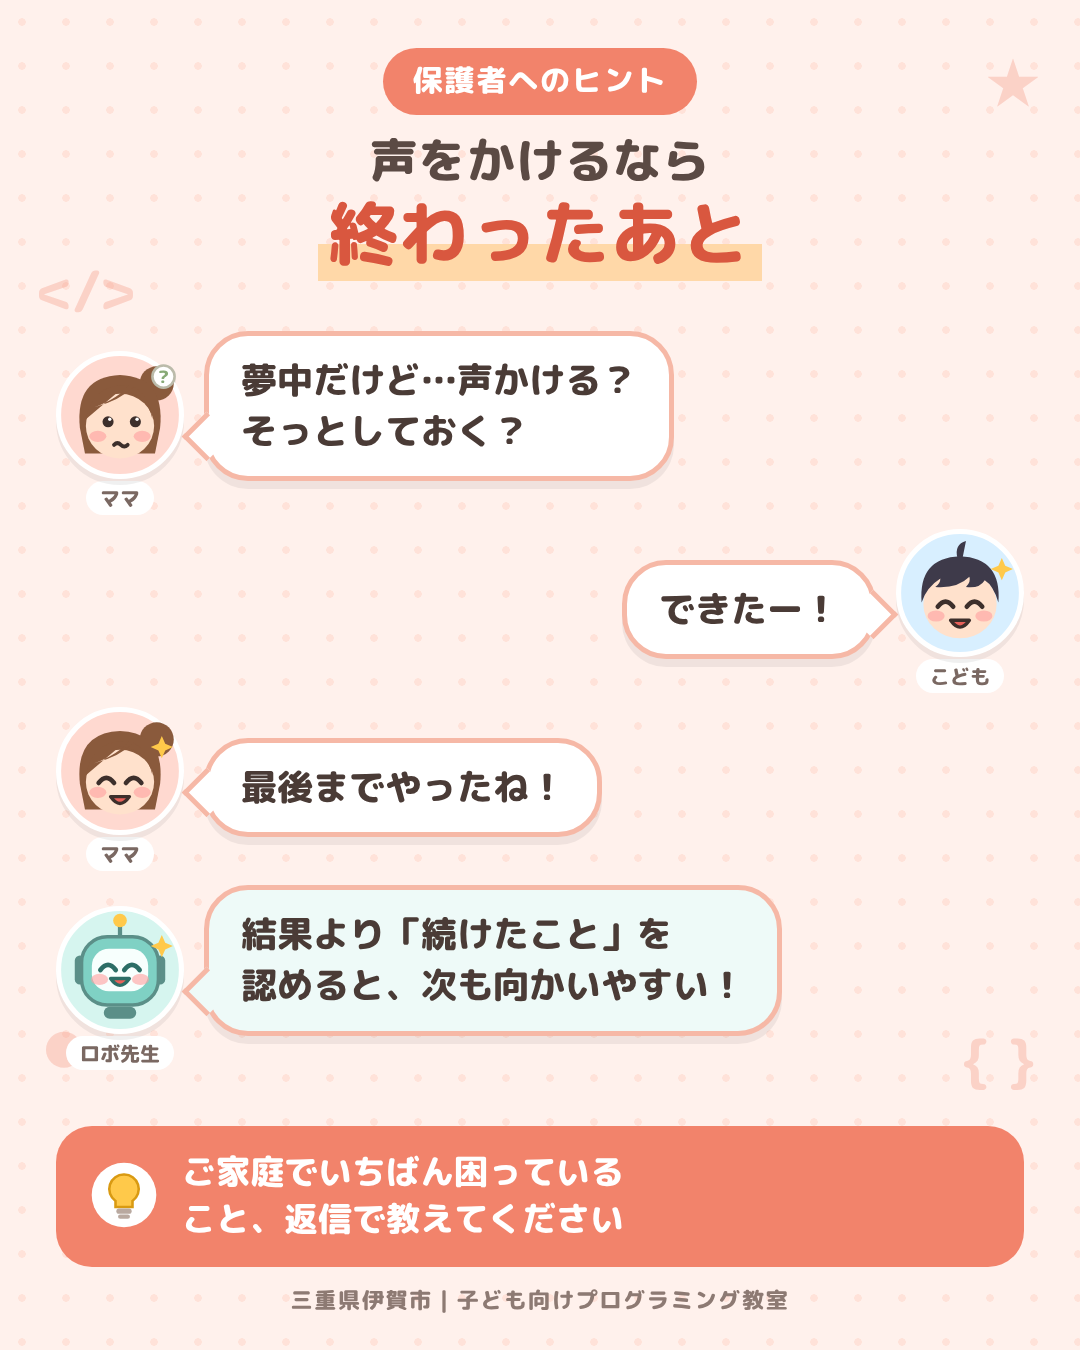 保護者へのヒント
声をかけるなら
終わったあと
</>
?
夢中だけど…声かける？
そっとしておく？
ママ
できたー！
こども
最後までやったね！
ママ
結果より「続けたこと」を
認めると、次も向かいやすい！
ロボ先生
{ }
ご家庭でいちばん困っている
こと、返信で教えてください
三重県伊賀市｜子ども向けプログラミング教室